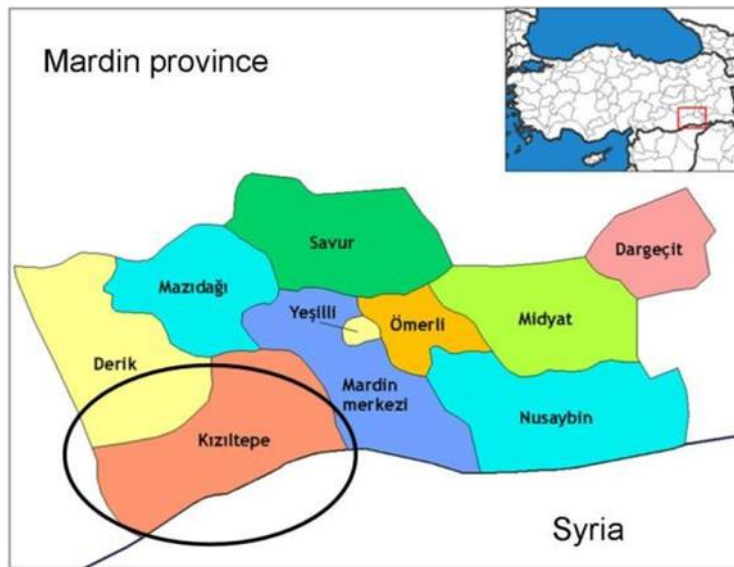 Mardin province
Savur
Dargeçit
Mazıdağı
Yeşilli
Ömerli
Midyat
Derik
Mardin
merkezi
Nusaybin
Kızıltepe
Syria